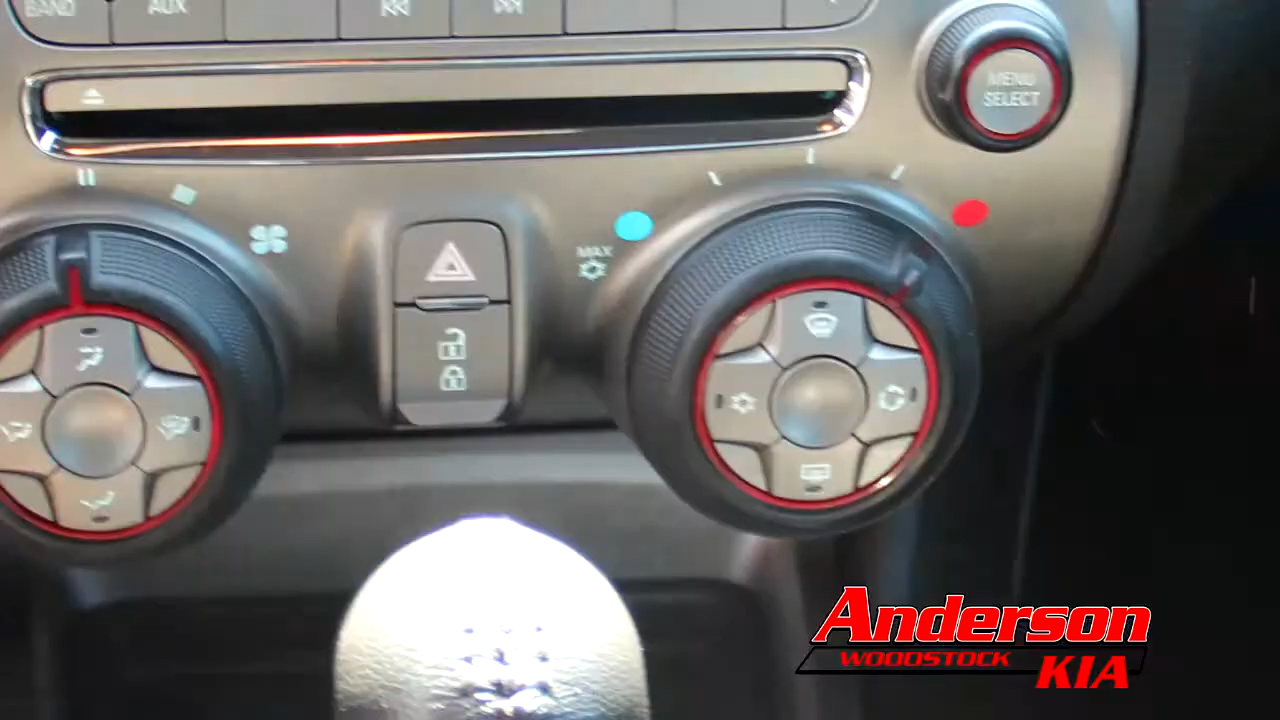 BAND AUX
MENU
SELECT
MAX
Anderson
WOODSTOCK
KIA